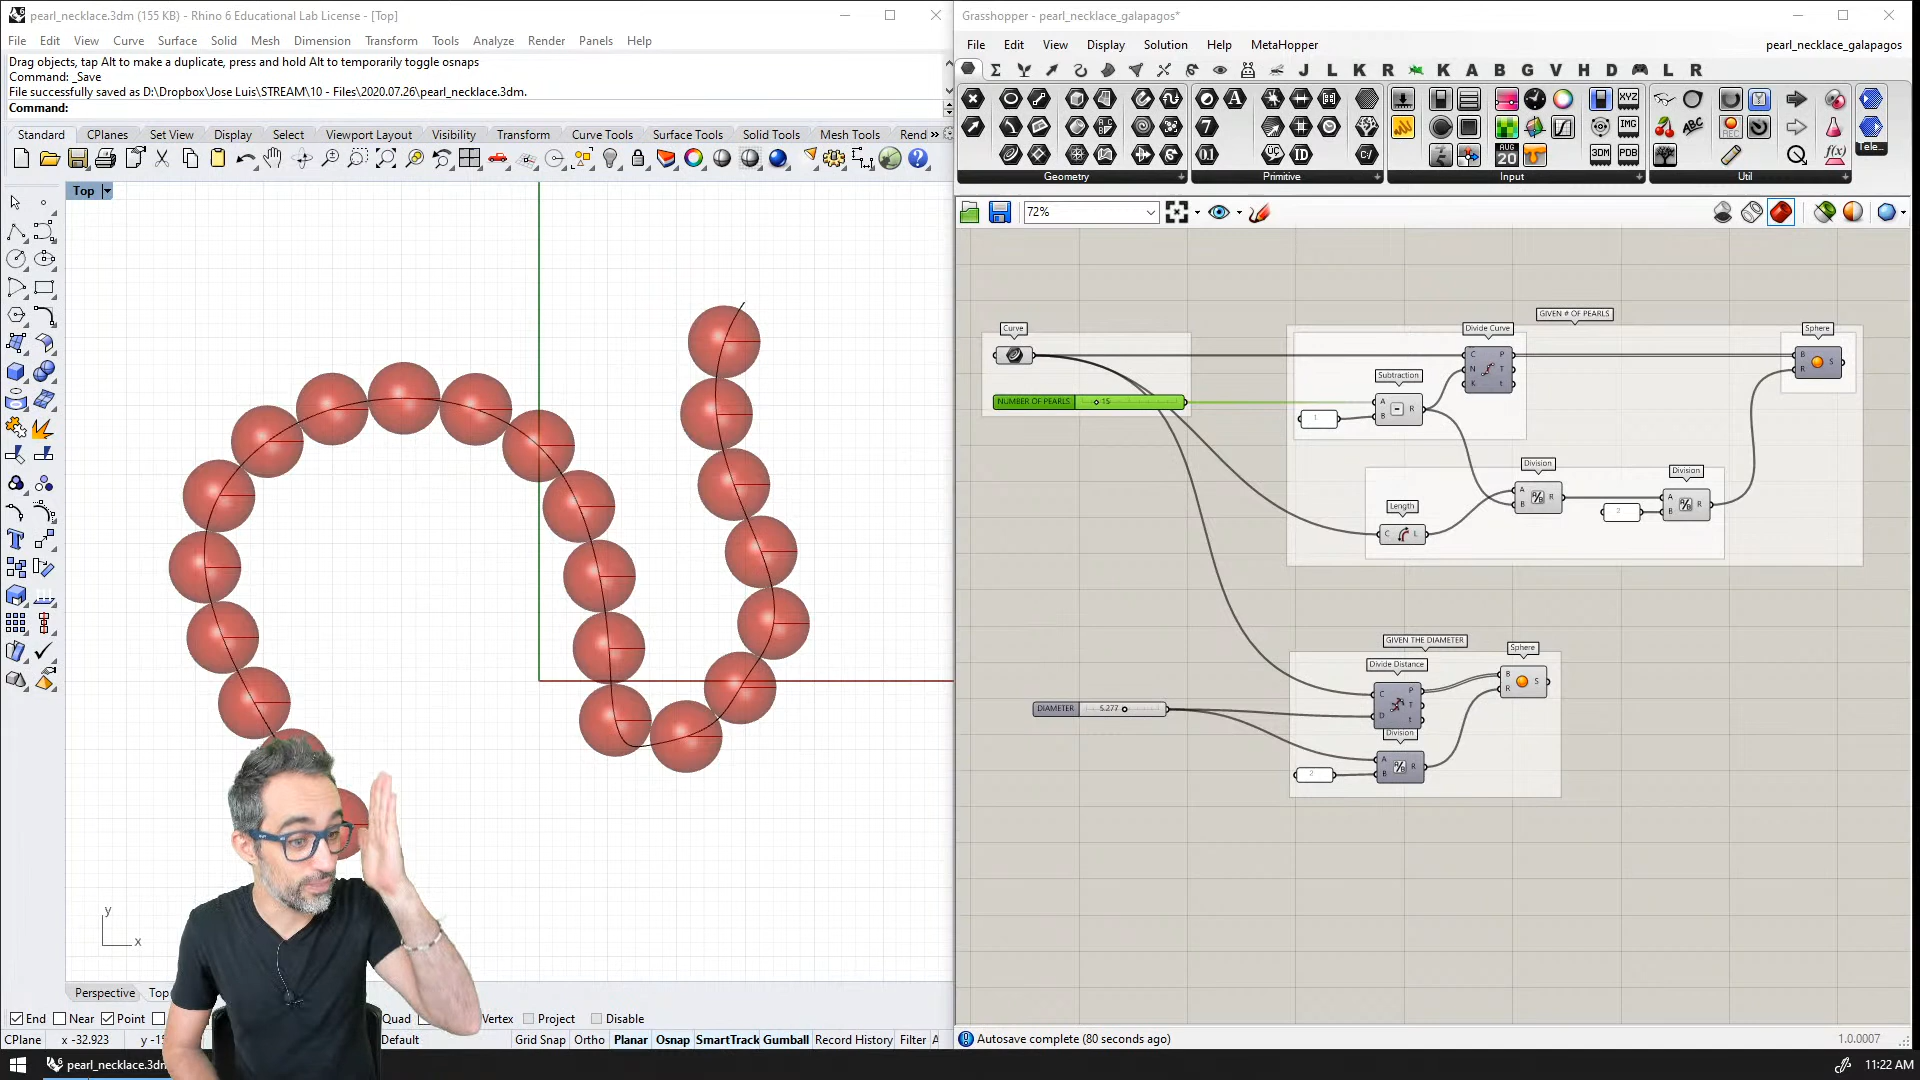 pearl_necklace.3dm (155 KB) - Rhino 6 Educational Lab License - [Top]
File Edit View Curve Surface Solid Mesh Dimension Transform Tools Analyze Render Panels Help
Drag objects, tap Alt to make a duplicate, press and hold Alt to temporarily toggle osnaps
Command: _Save
File successfully saved as D:\Dropbox\Jose Luis\STREAM\10 - Files\2020.07.26\pearl_necklace.3dm.
Command:
Standard CPlanes Set View Display Select Viewport Layout Visibility Transform Curve Tools Surface Tools Solid Tools Mesh Tools Rend »
Top
y
x
Perspective Top
End Near Point Quad Vertex Project Disable
CPlane x -32.923 y -15 Default Grid Snap Ortho Planar Osnap SmartTrack Gumball Record History Filter A
Grasshopper - pearl_necklace_galapagos*
File Edit View Display Solution Help MetaHopper pearl_necklace_galapagos
J L K R K A B G V H D L R
Geometry Primitive Input Util Tele...
72%
GIVEN # OF PEARLS
Curve
Divide Curve
Sphere
C P
N T
K t
B S
R
Subtraction
NUMBER OF PEARLS 15
1
A R
B
Division
Division
A R
B
2
A R
B
Length
C L
GIVEN THE DIAMETER
Sphere
Divide Distance
B S
R
C P
T
D t
DIAMETER 5.277
Division
A R
B
2
Autosave complete (80 seconds ago) 1.0.0007
pearl_necklace.3dm
11:22 AM